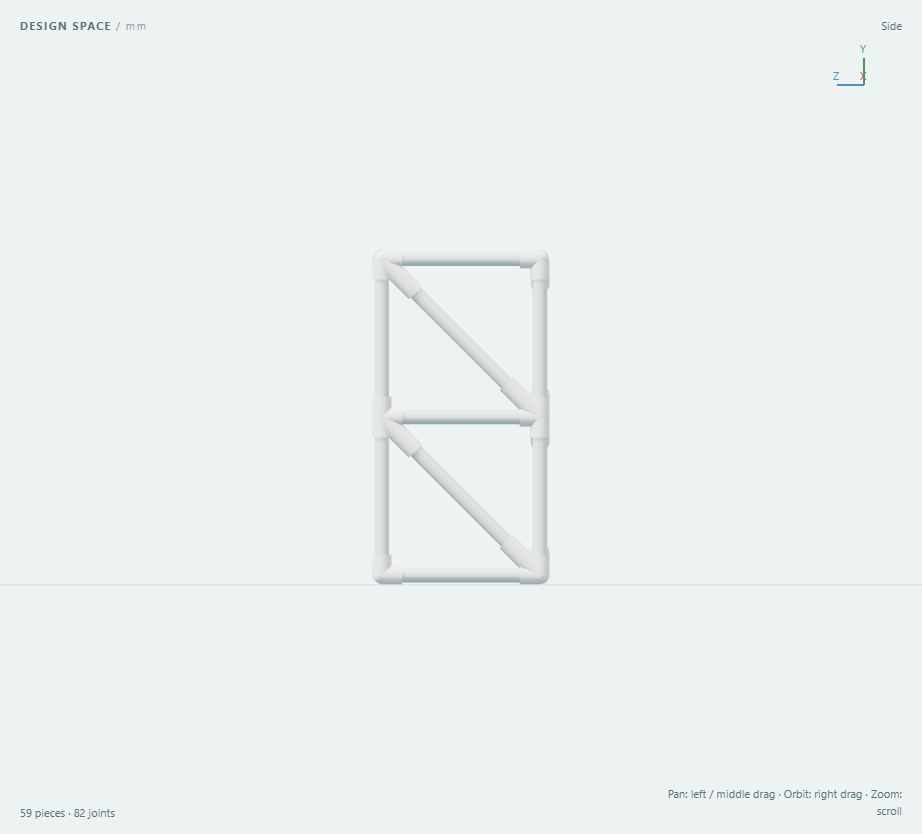 DESIGN SPACE / mm
Side
Y
Z X
59 pieces · 82 joints
Pan: left / middle drag · Orbit: right drag · Zoom:
scroll